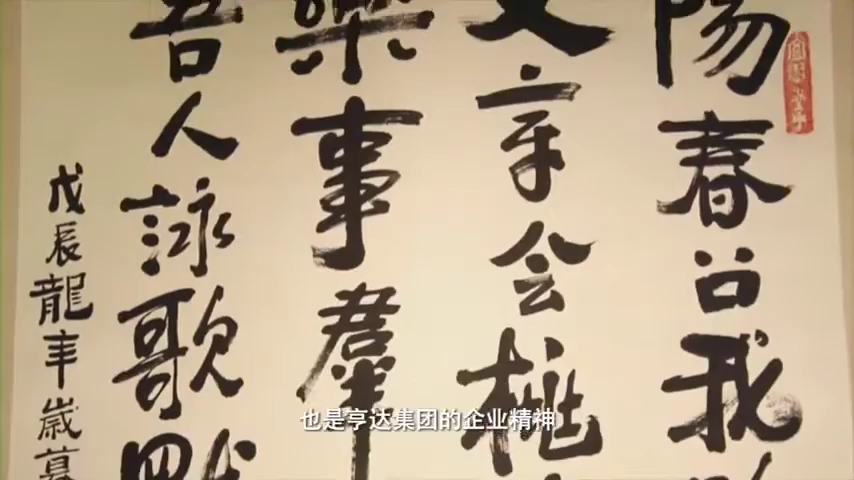 陽春召我
文章会桃
樂事羣
吾人詠歌
戊辰龍年歲暮
也是亨达集团的企业精神